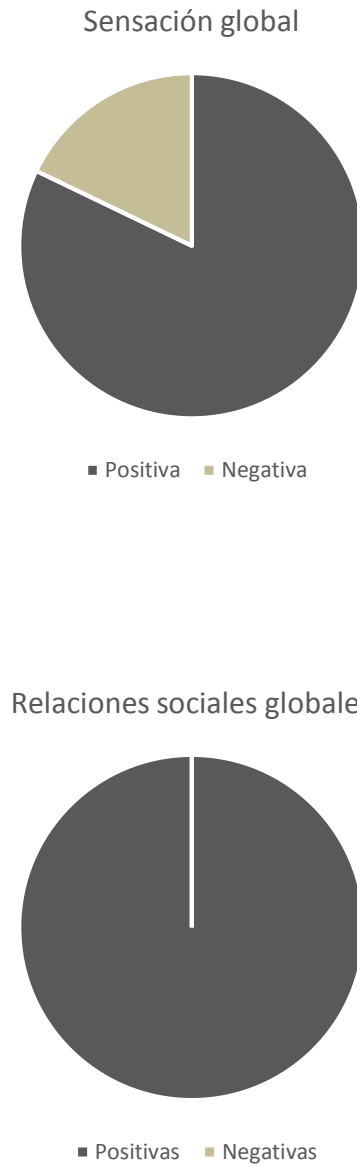 Sensación global
Positiva Negativa
Relaciones sociales globale
Positivas Negativas